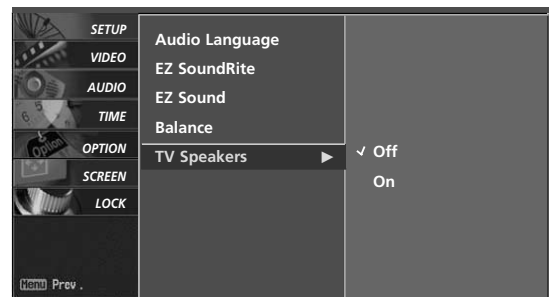 SETUP
VIDEO
AUDIO
TIME
OPTION
SCREEN
LOCK
Menu Prev.
Audio Language
EZ SoundRite
EZ Sound
Balance
TV Speakers ►
✓ Off
On